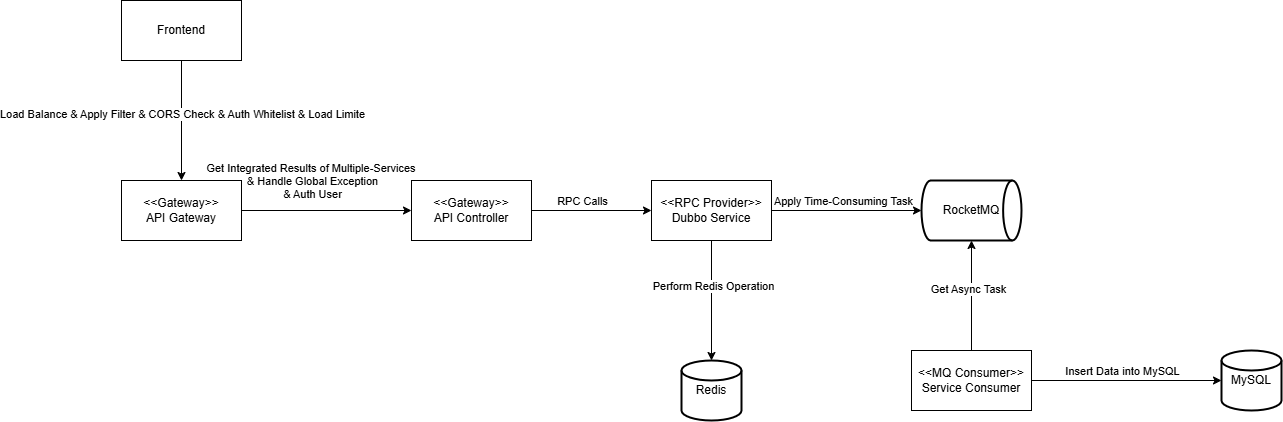 Frontend
Load Balance & Apply Filter & CORS Check & Auth Whitelist & Load Limite
Get Integrated Results of Multiple-Services
& Handle Global Exception
& Auth User
<<Gateway>>
API Gateway
<<Gateway>>
API Controller
RPC Calls
<<RPC Provider>>
Dubbo Service
Apply Time-Consuming Task
RocketMQ
Perform Redis Operation
Get Async Task
Redis
<<MQ Consumer>>
Service Consumer
Insert Data into MySQL
MySQL